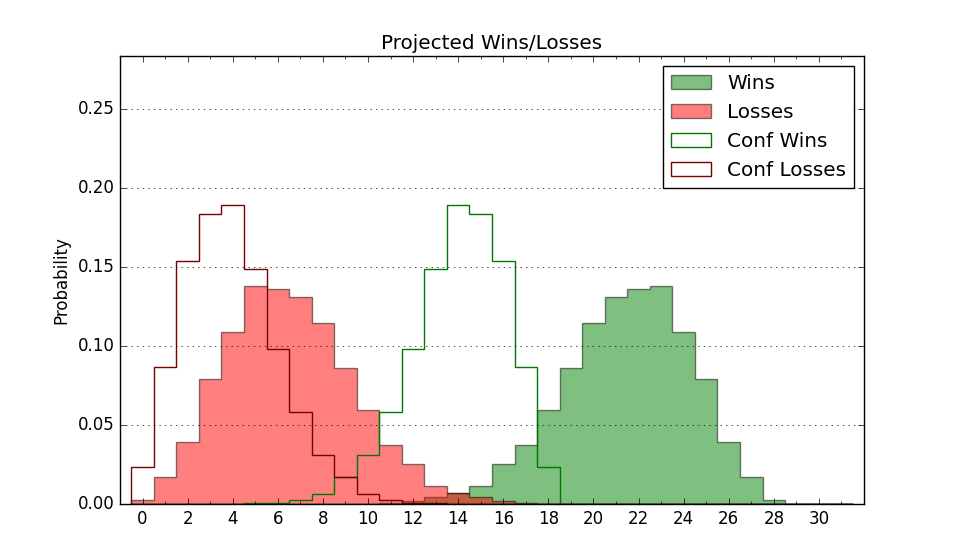 Projected Wins/Losses
Wins
Losses
Conf Wins
Conf Losses
Probability
0.25
0.20
0.15
0.10
0.05
0.00
0 2 4 6 8 10 12 14 16 18 20 22 24 26 28 30